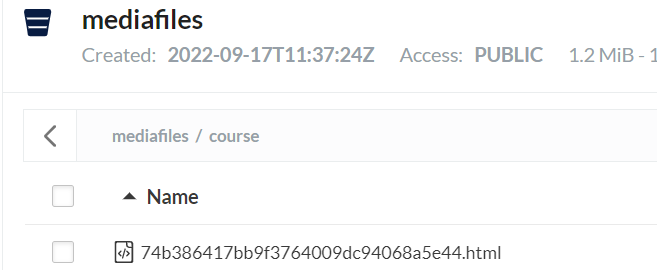 mediafiles
Created: 2022-09-17T11:37:24Z Access: PUBLIC 1.2 MiB - 1
mediafiles / course
Name
74b386417bb9f3764009dc94068a5e44.html